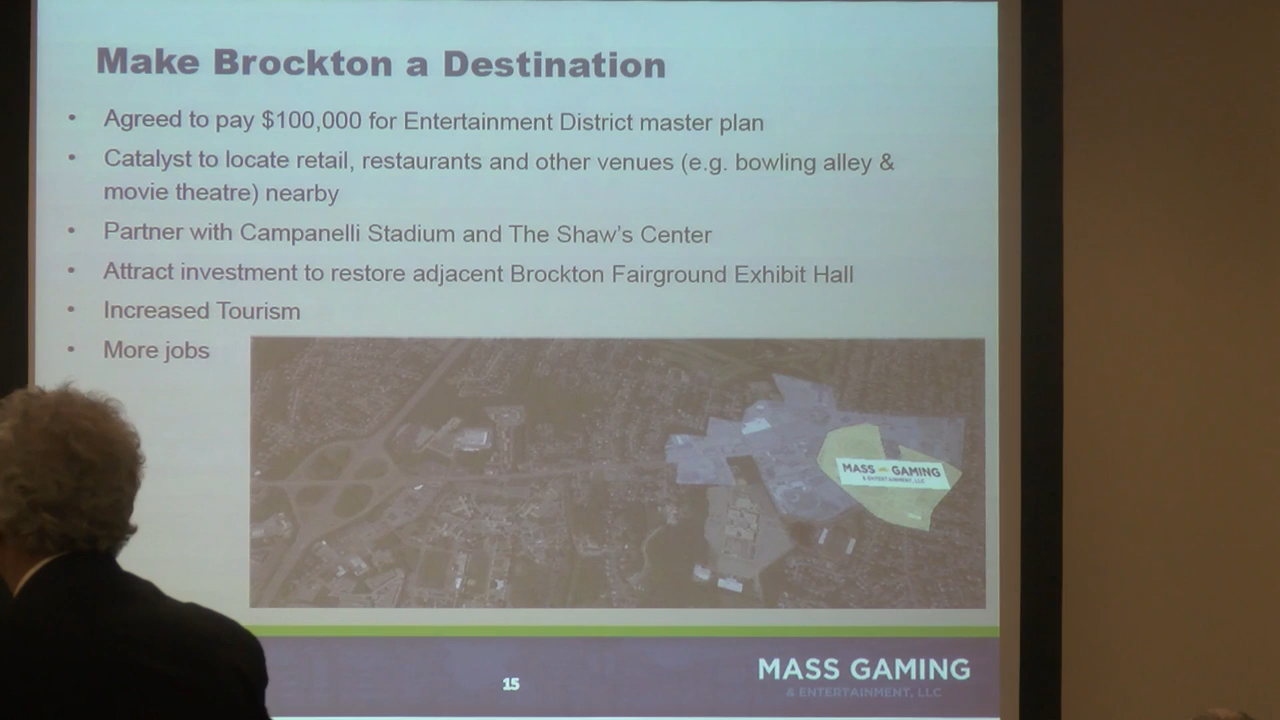 Make Brockton a Destination
• Agreed to pay $100,000 for Entertainment District master plan
• Catalyst to locate retail, restaurants and other venues (e.g. bowling alley &
movie theatre) nearby
• Partner with Campanelli Stadium and The Shaw’s Center
• Attract investment to restore adjacent Brockton Fairground Exhibit Hall
• Increased Tourism
• More jobs
MASS GAMING
& ENTERTAINMENT, LLC
15
MASS GAMING
& ENTERTAINMENT, LLC